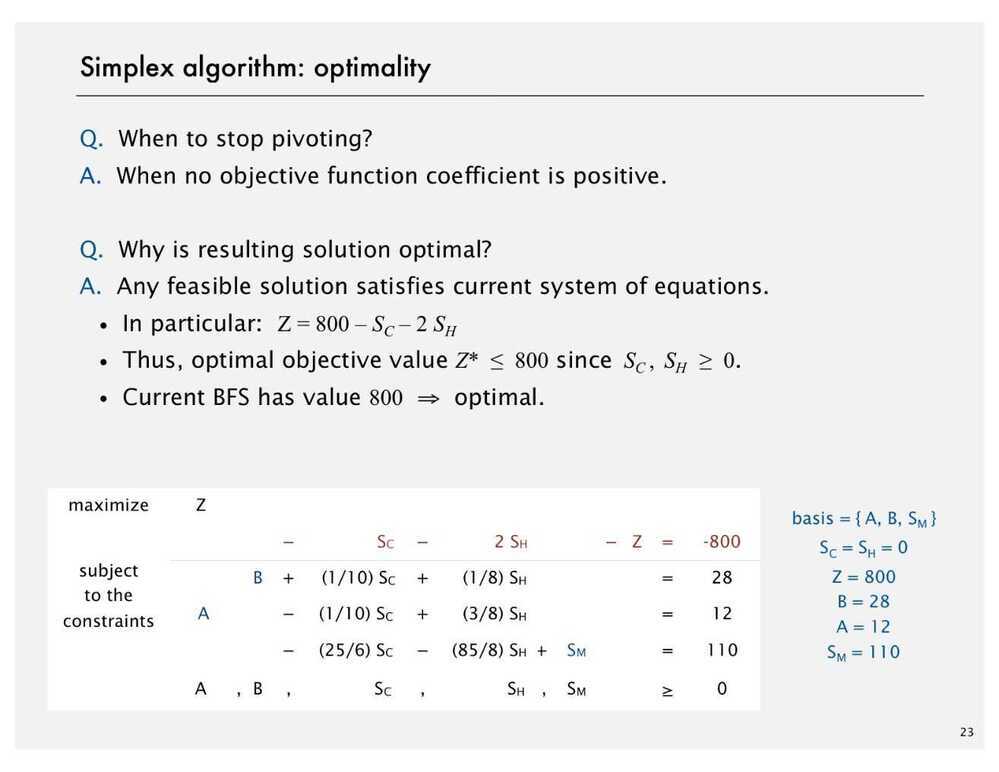 Simplex algorithm: optimality
Q. When to stop pivoting?
A. When no objective function coefficient is positive.
Q. Why is resulting solution optimal?
A. Any feasible solution satisfies current system of equations.
• In particular: Z = 800 – S_C – 2 S_H
• Thus, optimal objective value Z* ≤ 800 since S_C, S_H ≥ 0.
• Current BFS has value 800 ⇒ optimal.
maximize Z
– S_C – 2 S_H – Z = -800
subject to the constraints
B + (1/10) S_C + (1/8) S_H = 28
A – (1/10) S_C + (3/8) S_H = 12
– (25/6) S_C – (85/8) S_H + S_M = 110
A , B , S_C , S_H , S_M ≥ 0
basis = { A, B, S_M }
S_C = S_H = 0
Z = 800
B = 28
A = 12
S_M = 110
23